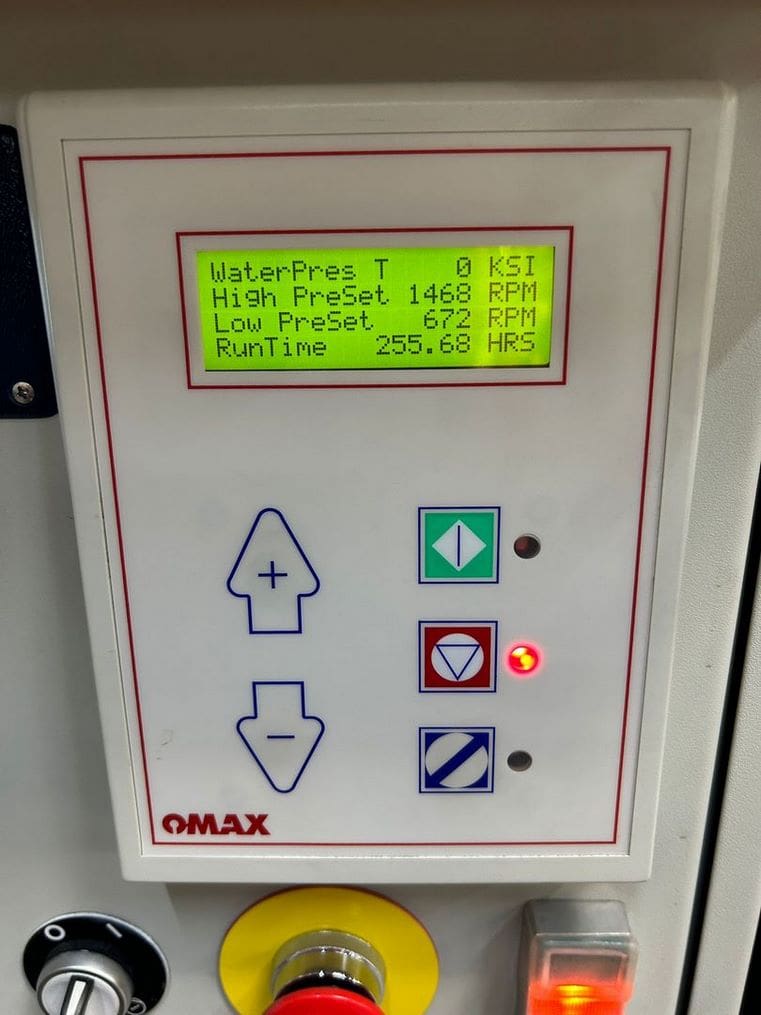 WaterPres T 0 KSI
High PreSet 1468 RPM
Low PreSet 672 RPM
RunTime 255.68 HRS
+
-
OMAX
O I